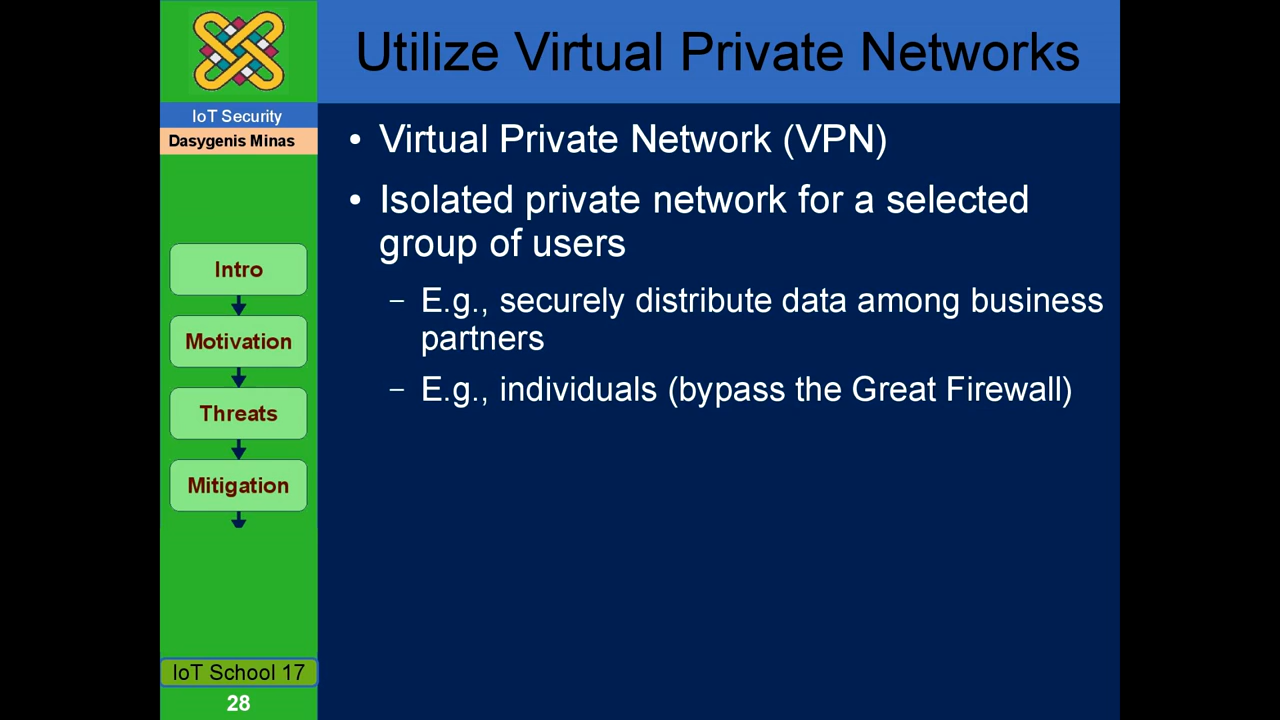 Utilize Virtual Private Networks
IoT Security
Dasygenis Minas
Intro
Motivation
Threats
Mitigation
IoT School 17
28
• Virtual Private Network (VPN)
• Isolated private network for a selected
group of users
– E.g., securely distribute data among business
partners
– E.g., individuals (bypass the Great Firewall)